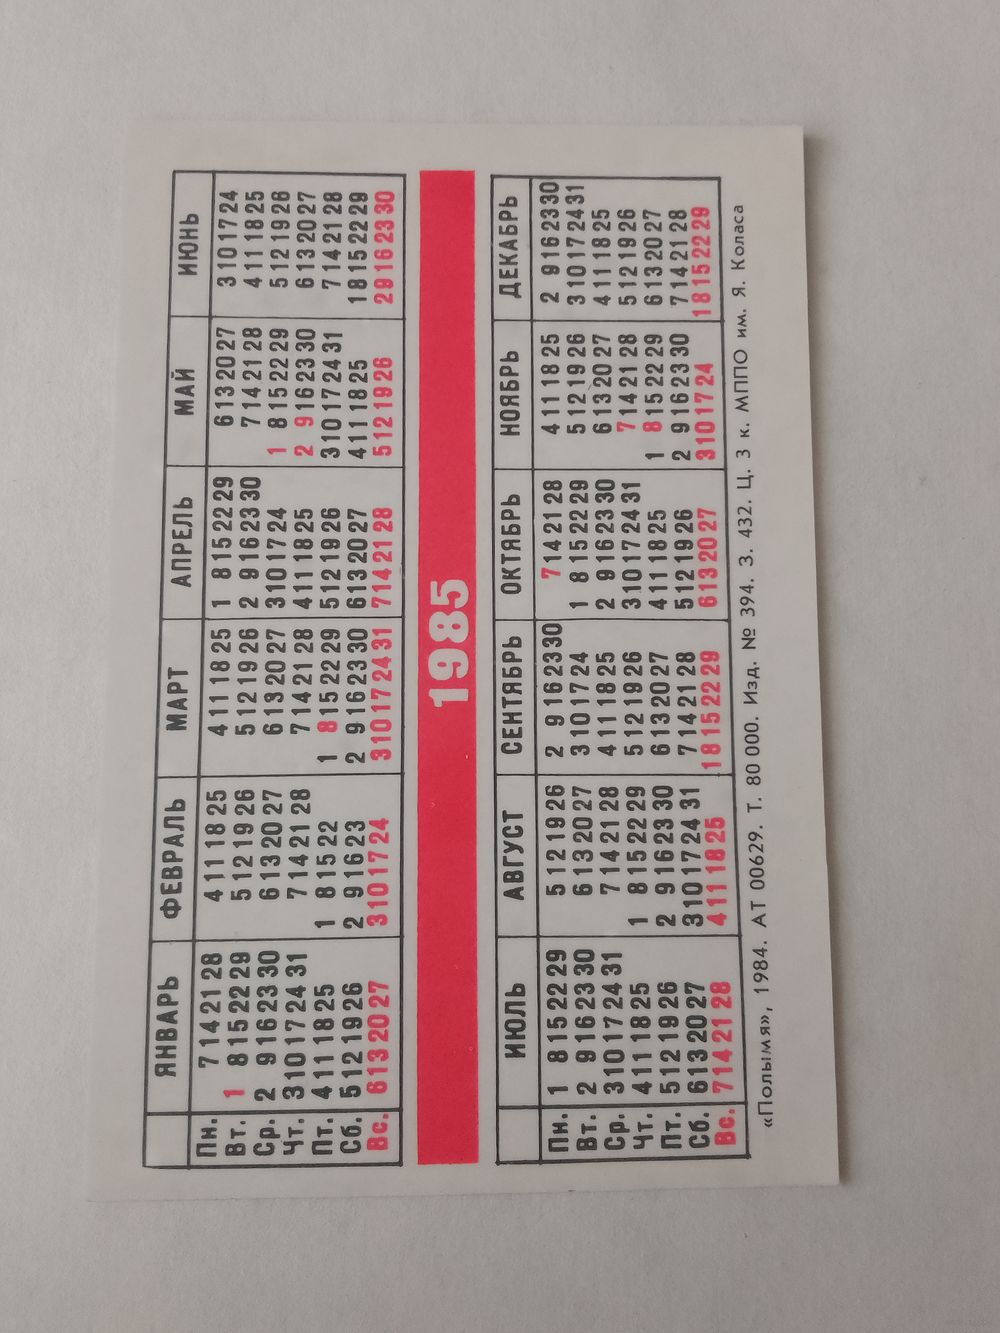 ЯНВАРЬ ФЕВРАЛЬ МАРТ АПРЕЛЬ МАЙ ИЮНЬ
Пн. 7 14 21 28 4 11 18 25 4 11 18 25 1 8 15 22 29 6 13 20 27 3 10 17 24
Вт. 1 8 15 22 29 5 12 19 26 5 12 19 26 2 9 16 23 30 7 14 21 28 4 11 18 25
Ср. 2 9 16 23 30 6 13 20 27 6 13 20 27 3 10 17 24 1 8 15 22 29 5 12 19 26
Чт. 3 10 17 24 31 7 14 21 28 7 14 21 28 4 11 18 25 2 9 16 23 30 6 13 20 27
Пт. 4 11 18 25 1 8 15 22 1 8 15 22 29 5 12 19 26 3 10 17 24 31 7 14 21 28
Сб. 5 12 19 26 2 9 16 23 2 9 16 23 30 6 13 20 27 4 11 18 25 1 8 15 22 29
Вс. 6 13 20 27 3 10 17 24 3 10 17 24 31 7 14 21 28 5 12 19 26 2 9 16 23 30
1985
ИЮЛЬ АВГУСТ СЕНТЯБРЬ ОКТЯБРЬ НОЯБРЬ ДЕКАБРЬ
Пн. 1 8 15 22 29 5 12 19 26 2 9 16 23 30 7 14 21 28 4 11 18 25 2 9 16 23 30
Вт. 2 9 16 23 30 6 13 20 27 3 10 17 24 1 8 15 22 29 5 12 19 26 3 10 17 24 31
Ср. 3 10 17 24 31 7 14 21 28 4 11 18 25 2 9 16 23 30 6 13 20 27 4 11 18 25
Чт. 4 11 18 25 1 8 15 22 29 5 12 19 26 3 10 17 24 31 7 14 21 28 5 12 19 26
Пт. 5 12 19 26 2 9 16 23 30 6 13 20 27 4 11 18 25 1 8 15 22 29 6 13 20 27
Сб. 6 13 20 27 3 10 17 24 31 7 14 21 28 5 12 19 26 2 9 16 23 30 7 14 21 28
Вс. 7 14 21 28 4 11 18 25 1 8 15 22 29 6 13 20 27 3 10 17 24 1 8 15 22 29
«Полымя», 1984. АТ 00629. Т. 80 000. Изд. № 394. З. 432. Ц. 3 к. МППО им. Я. Коласа